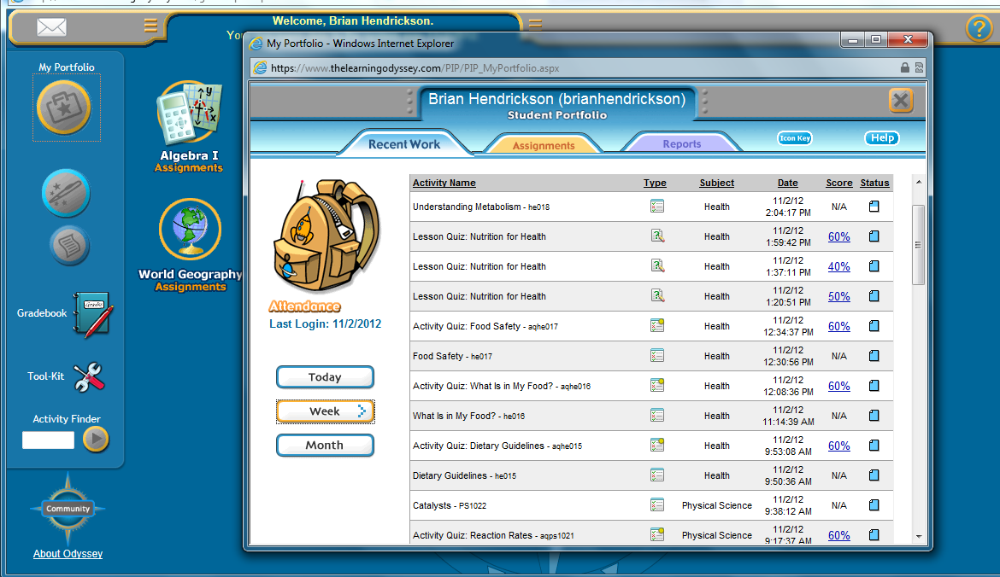 Welcome, Brian Hendrickson.
My Portfolio
Algebra I
Assignments
World Geography
Assignments
Gradebook
Grades
Tool-Kit
Activity Finder
Community
About Odyssey
My Portfolio - Windows Internet Explorer
https://www.thelearningodyssey.com/PIP/PIP_MyPortfolio.aspx
Brian Hendrickson (brianhendrickson)
Student Portfolio
Recent Work Assignments Reports Icon Key Help
Attendance
Last Login: 11/2/2012
Today
Week
Month
Activity Name Type Subject Date Score Status
Understanding Metabolism - he018 Health 11/2/12 2:04:17 PM N/A
Lesson Quiz: Nutrition for Health Health 11/2/12 1:59:42 PM 60%
Lesson Quiz: Nutrition for Health Health 11/2/12 1:37:11 PM 40%
Lesson Quiz: Nutrition for Health Health 11/2/12 1:20:51 PM 50%
Activity Quiz: Food Safety - aqhe017 Health 11/2/12 12:34:37 PM 60%
Food Safety - he017 Health 11/2/12 12:30:56 PM N/A
Activity Quiz: What Is in My Food? - aqhe016 Health 11/2/12 12:08:36 PM 60%
What Is in My Food? - he016 Health 11/2/12 11:14:39 AM N/A
Activity Quiz: Dietary Guidelines - aqhe015 Health 11/2/12 9:53:08 AM 60%
Dietary Guidelines - he015 Health 11/2/12 9:50:36 AM N/A
Catalysts - PS1022 Physical Science 11/2/12 9:38:12 AM N/A
Activity Quiz: Reaction Rates - aqps1021 Physical Science 11/2/12 9:17:37 AM 60%